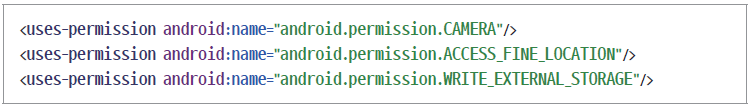 <uses-permission android:name="android.permission.CAMERA"/>
<uses-permission android:name="android.permission.ACCESS_FINE_LOCATION"/>
<uses-permission android:name="android.permission.WRITE_EXTERNAL_STORAGE"/>